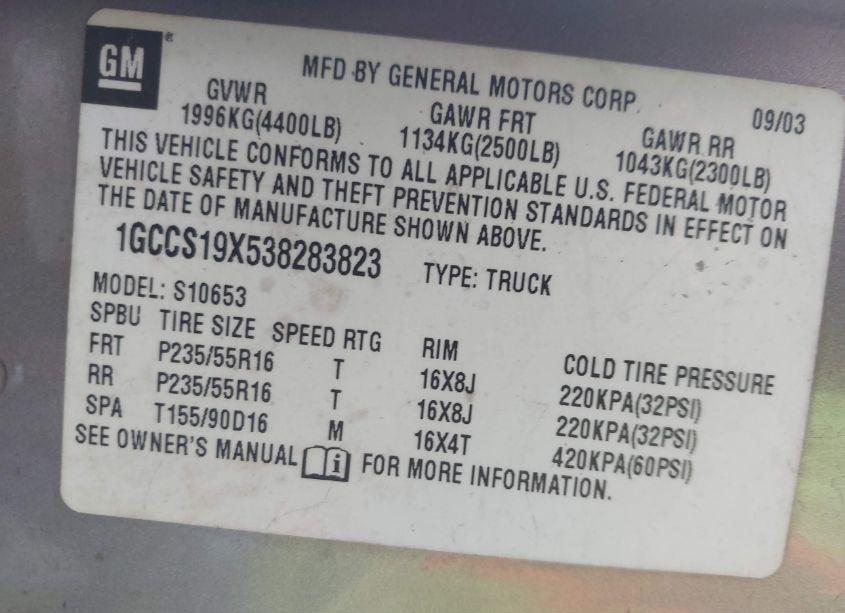 GM®
MFD BY GENERAL MOTORS CORP. 09/03
GVWR GAWR FRT GAWR RR
1996KG(4400LB) 1134KG(2500LB) 1043KG(2300LB)
THIS VEHICLE CONFORMS TO ALL APPLICABLE U.S. FEDERAL MOTOR
VEHICLE SAFETY AND THEFT PREVENTION STANDARDS IN EFFECT ON
THE DATE OF MANUFACTURE SHOWN ABOVE.
1GCCS19X538283823 TYPE: TRUCK
MODEL: S10653
SPBU TIRE SIZE SPEED RTG RIM COLD TIRE PRESSURE
FRT P235/55R16 T 16X8J 220KPA(32PSI)
RR P235/55R16 T 16X8J 220KPA(32PSI)
SPA T155/90D16 M 16X4T 420KPA(60PSI)
SEE OWNER'S MANUAL i FOR MORE INFORMATION.